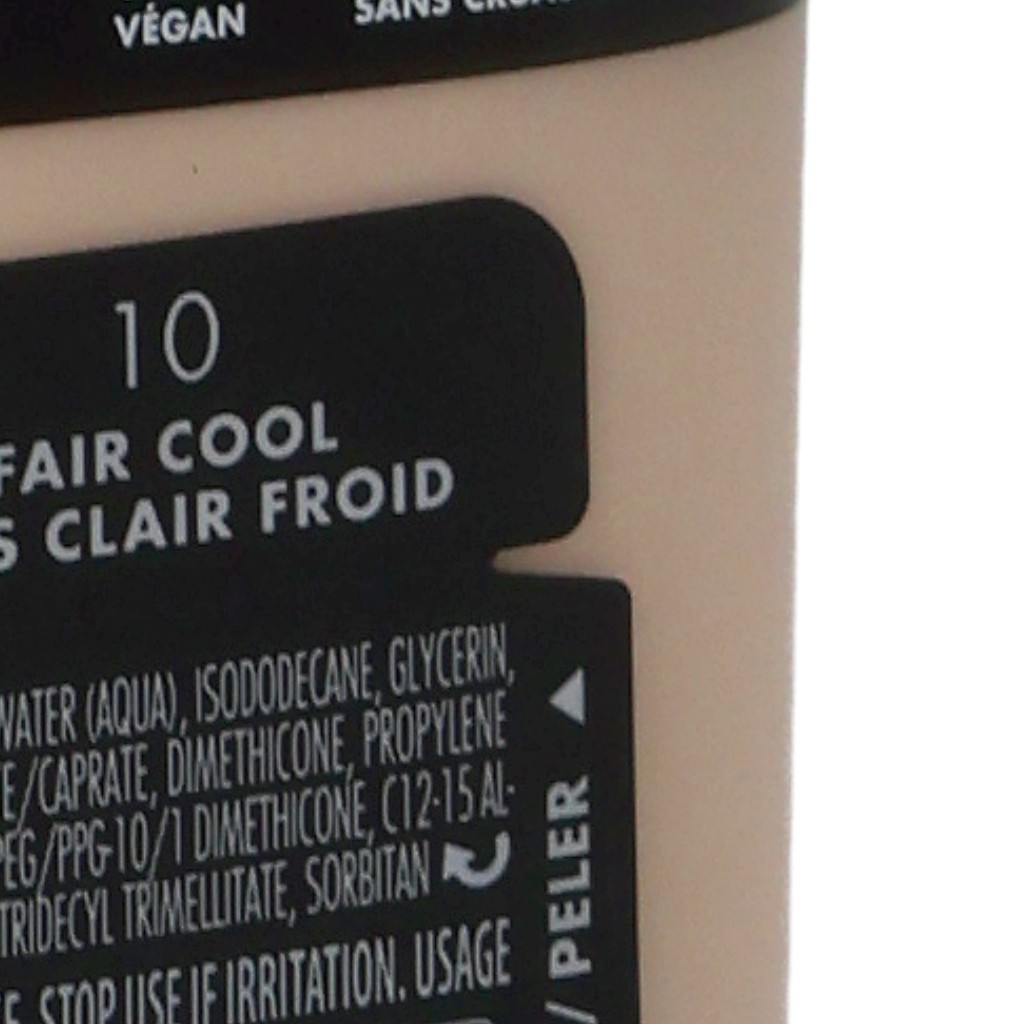 VÉGAN
SANS
10
FAIR COOL
S CLAIR FROID
WATER (AQUA), ISODODECANE, GLYCERIN,
E/CAPRATE, DIMETHICONE, PROPYLENE
PEG/PPG-10/1 DIMETHICONE, C12-15 AL-
TRIDECYL TRIMELLITATE, SORBITAN
STOP USE IF IRRITATION. USAGE
/ PELER